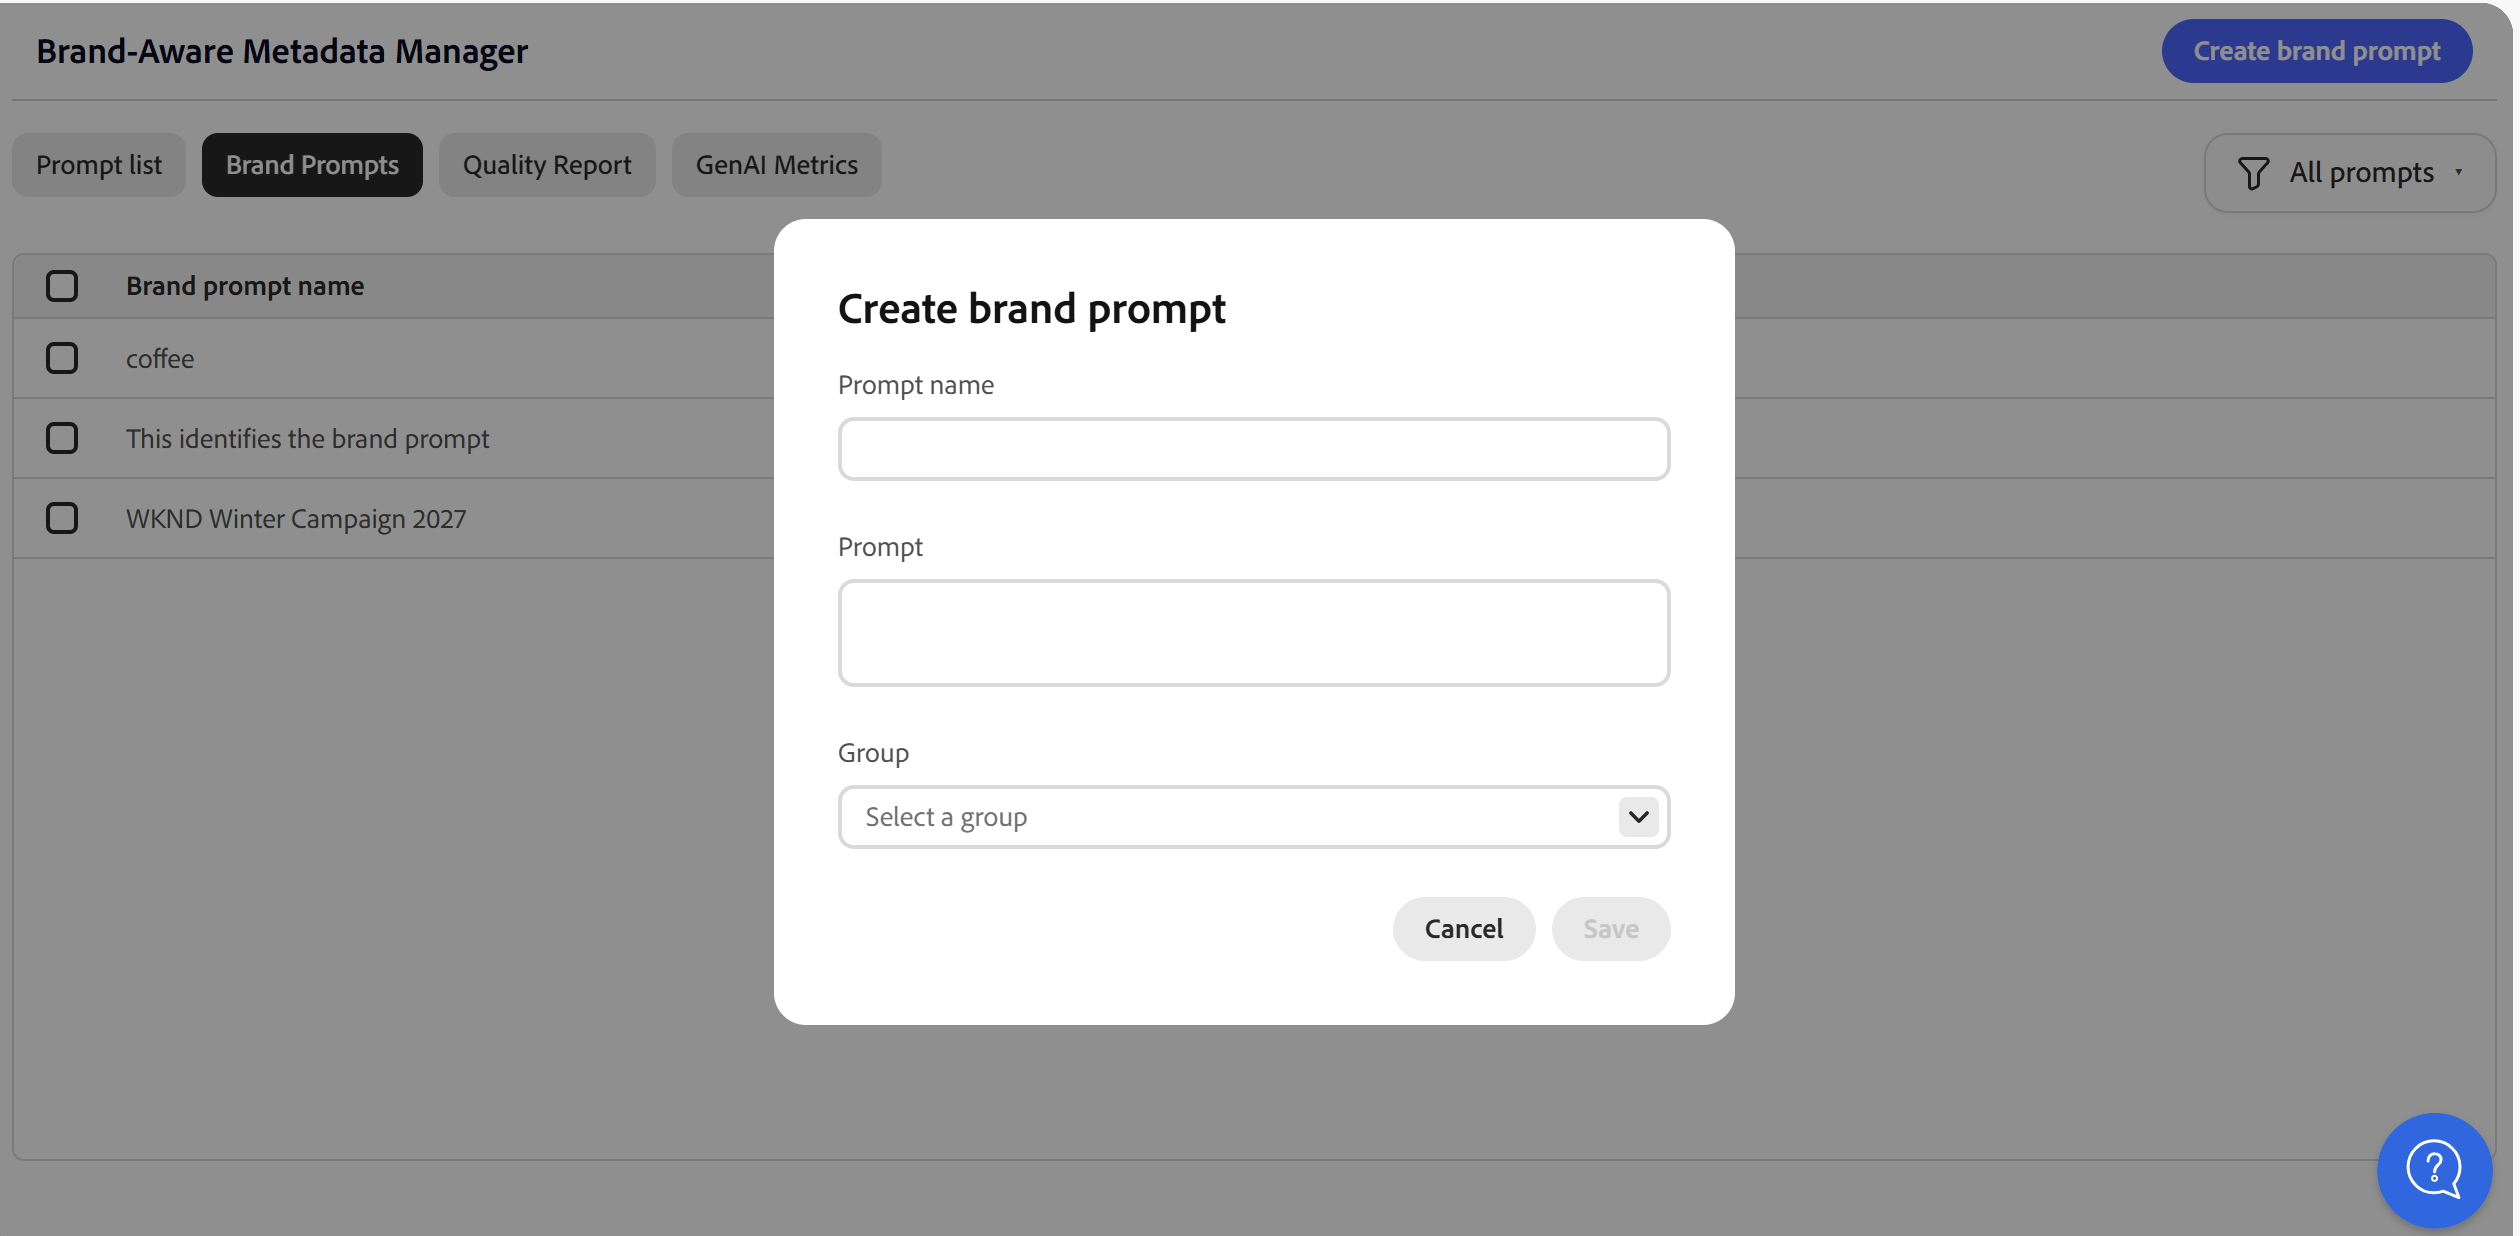 Brand-Aware Metadata Manager
Create brand prompt
Prompt list
Brand Prompts
Quality Report
GenAI Metrics
All prompts
Brand prompt name
coffee
This identifies the brand prompt
WKND Winter Campaign 2027
Create brand prompt
Prompt name
Prompt
Group
Select a group
Cancel
Save
?